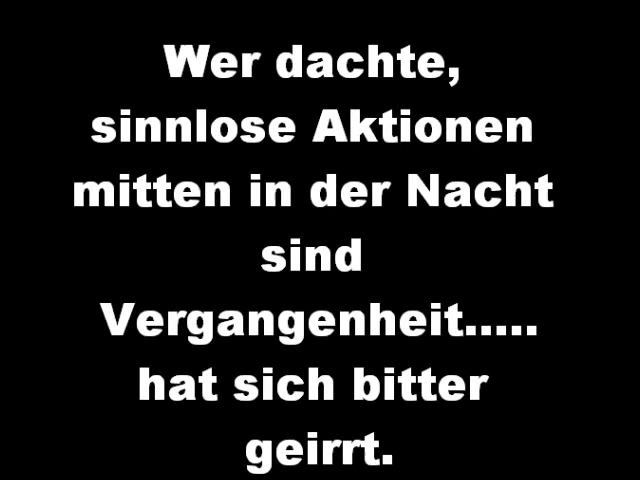 Wer dachte,
sinnlose Aktionen
mitten in der Nacht
sind
Vergangenheit.....
hat sich bitter
geirrt.